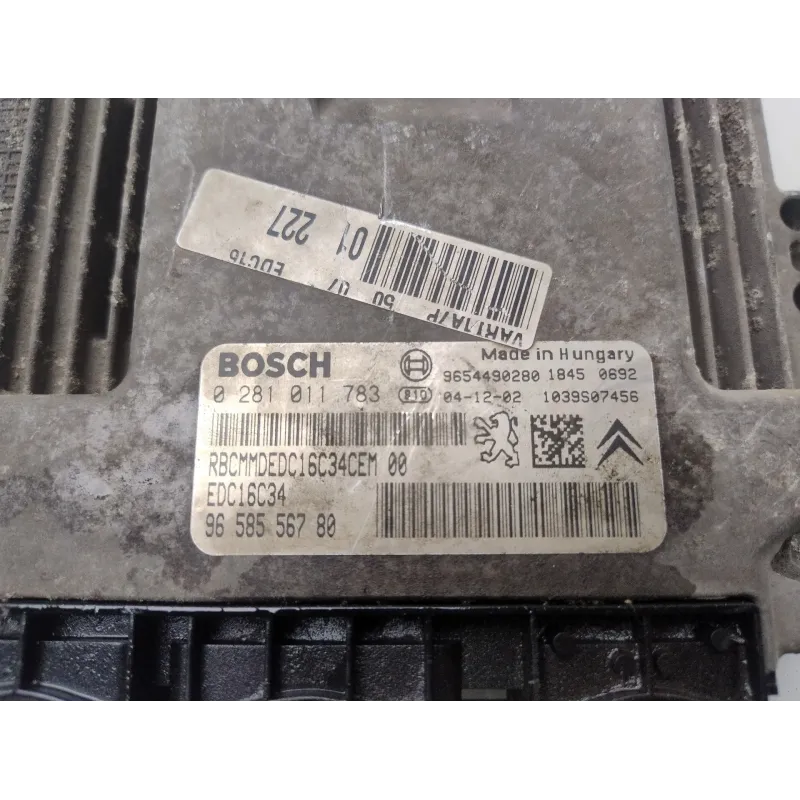 01 227
50 07 EDC16
BOSCH
Made in Hungary
9654490280 1845 0692
0 281 011 783
04-12-02 1039S07456
RBCMMDEDC16C34CEM 00
EDC16C34
96 585 567 80